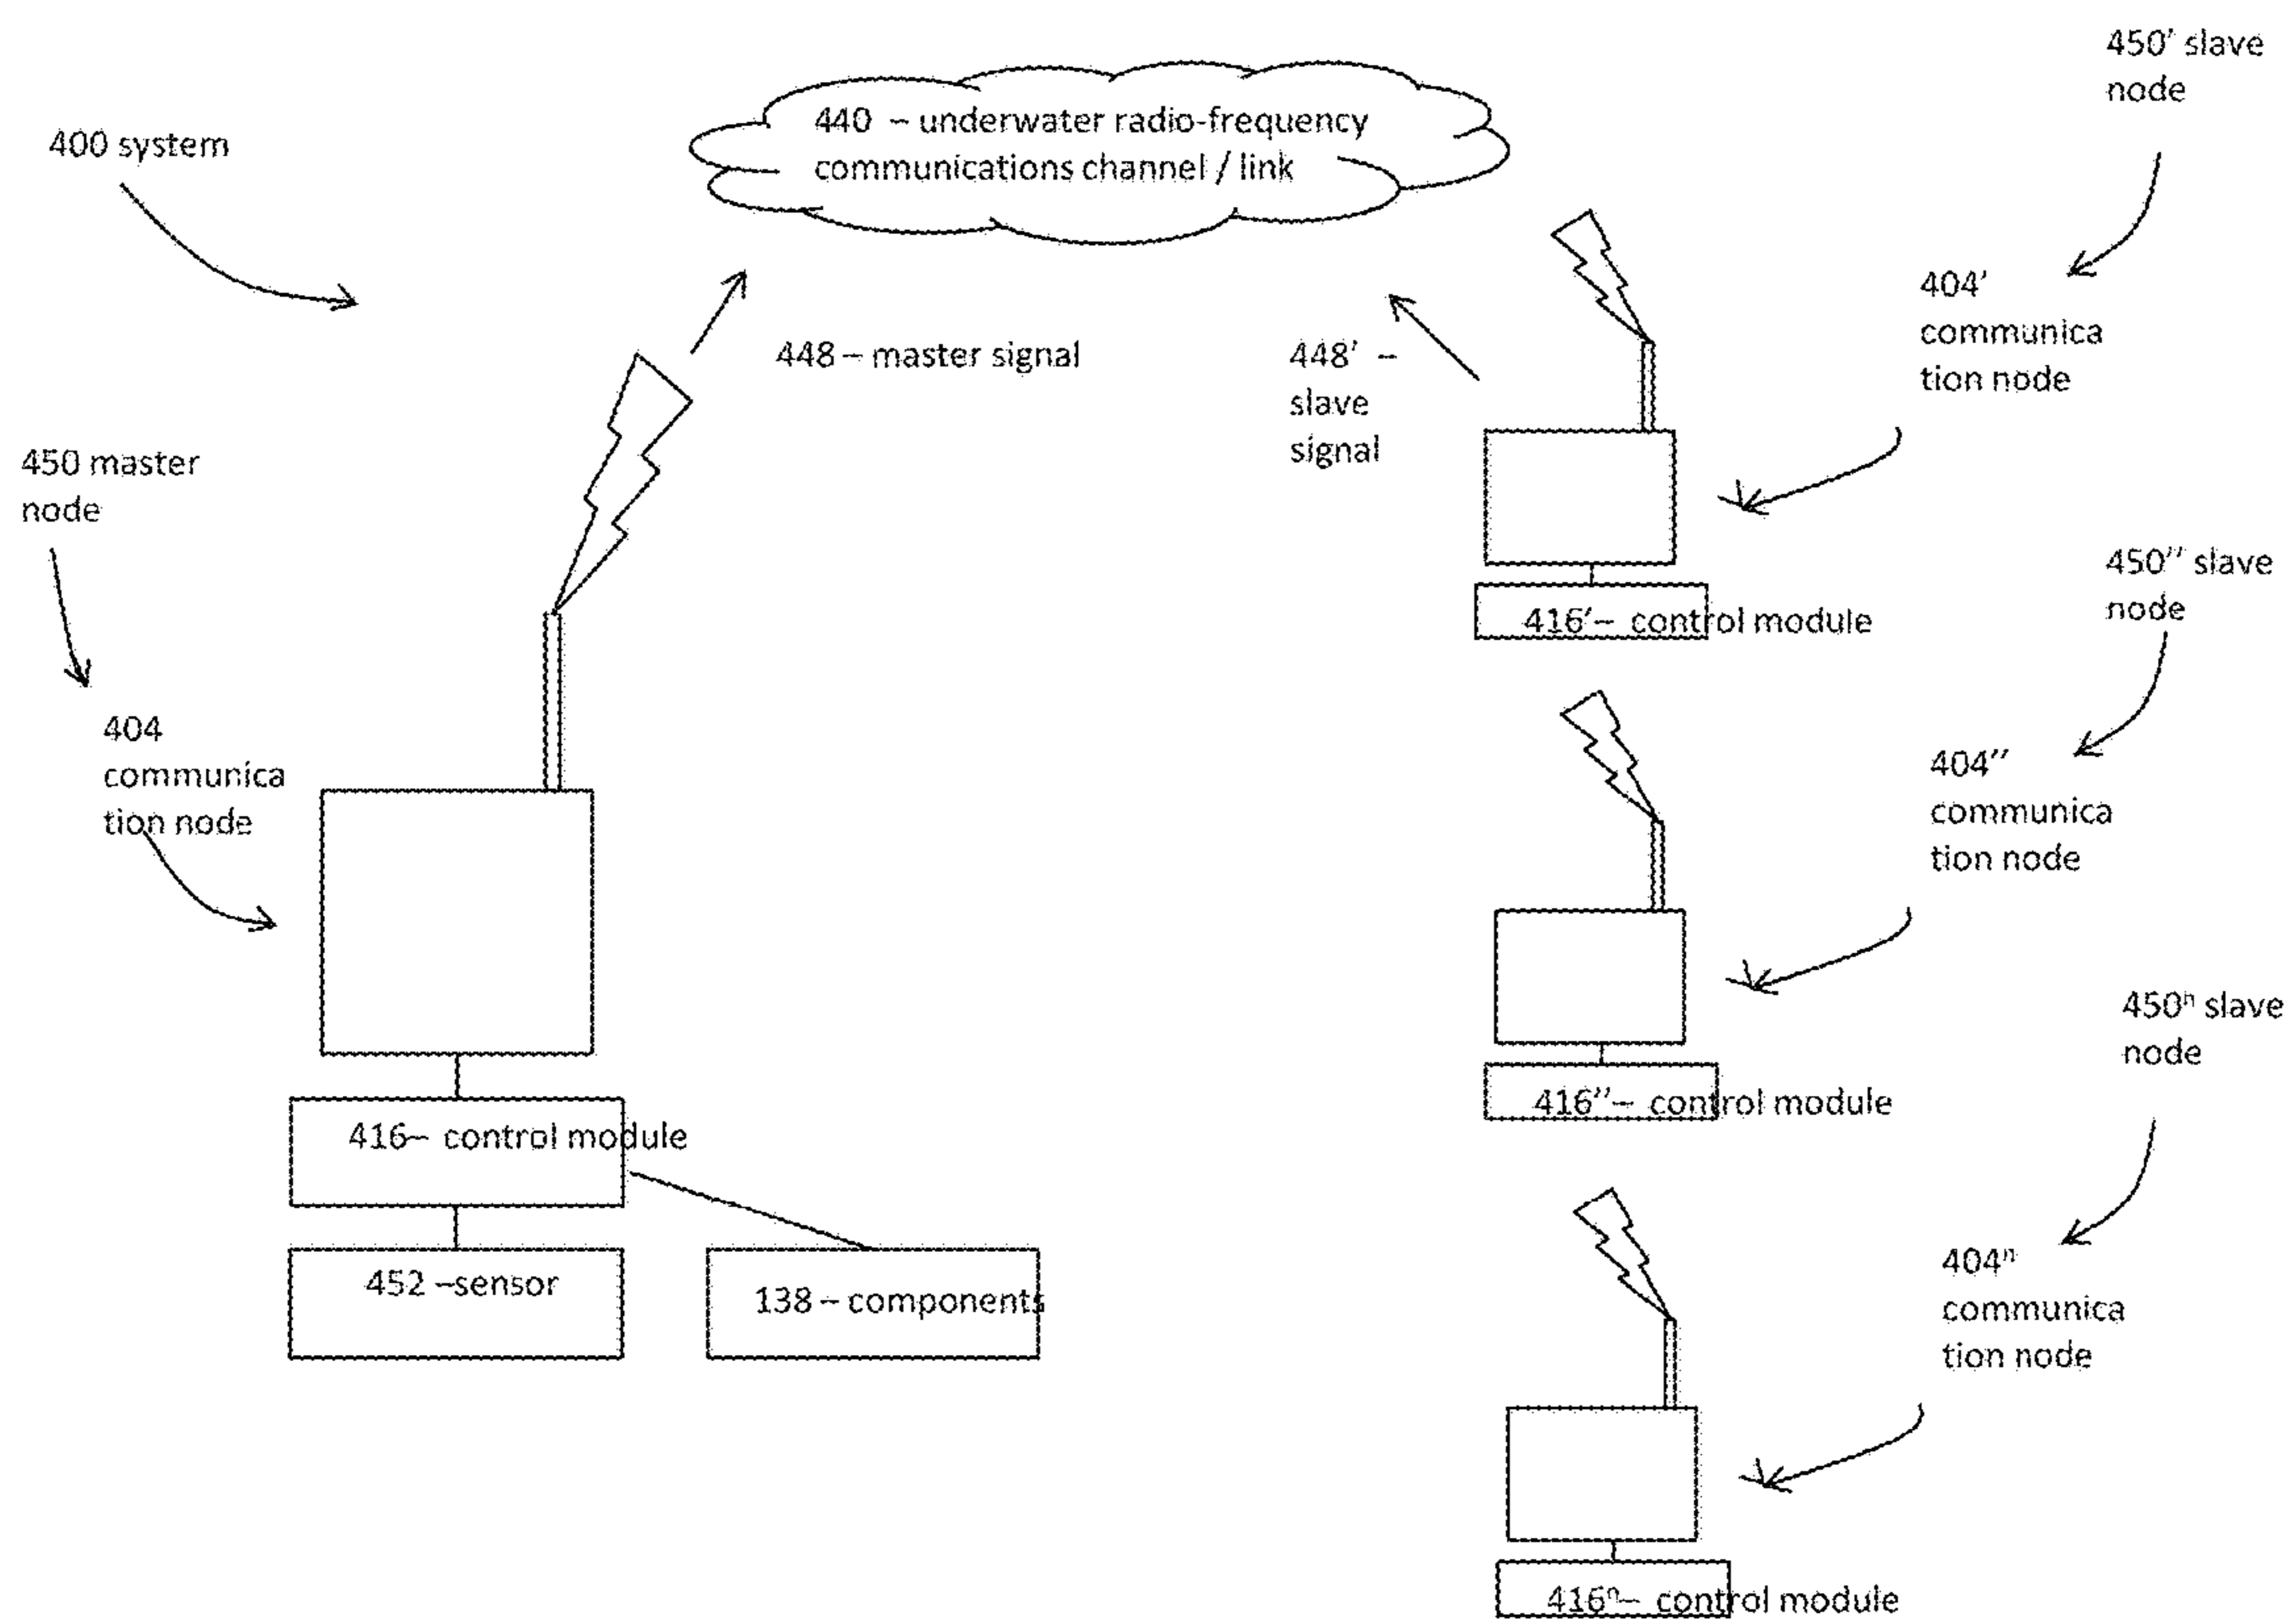 400 system
440 – underwater radio-frequency
communications channel / link
448 – master signal
448' –
slave
signal
450 master
node
404
communica
tion node
416– control module
452 –sensor
138 – components
450' slave
node
404'
communica
tion node
416'– control module
450'' slave
node
404''
communica
tion node
416''– control module
450ⁿ slave
node
404ⁿ
communica
tion node
416ⁿ– control module